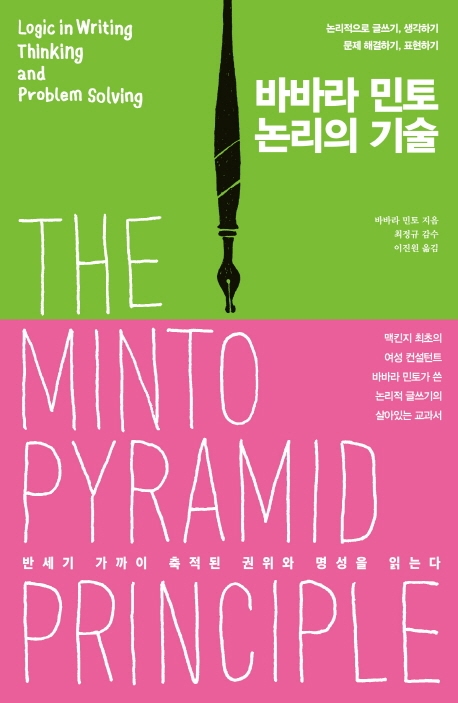 Logic in Writing
Thinking
and
Problem Solving
논리적으로 글쓰기, 생각하기
문제 해결하기, 표현하기
바바라 민토
논리의 기술
바바라 민토 지음
최정규 감수
이진원 옮김
THE
MINTO
PYRAMID
맥킨지 최초의
여성 컨설턴트
바바라 민토가 쓴
논리적 글쓰기의
살아있는 교과서
반세기 가까이 축적된 권위와 명성을 읽는다
PRINCIPLE